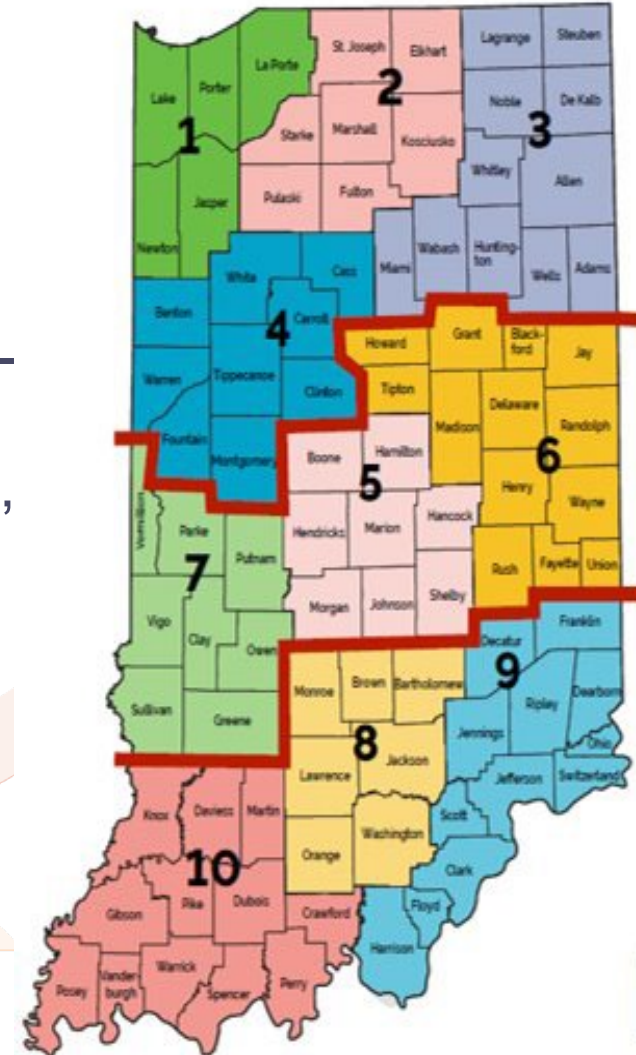 St. Joseph
Elkhart
Lagrange
Steuben
La Porte
Porter
Lake
2
Noble
De Kalb
1
Starke
Marshall
Kosciusko
3
Whitley
Allen
Jasper
Pulaski
Fulton
Newton
Miami
Wabash
Hunting-
ton
Wells
Adams
White
Cass
Benton
Carroll
4
Howard
Grant
Black-
ford
Jay
Warren
Tippecanoe
Clinton
Tipton
Madison
Delaware
Randolph
Fountain
Montgomery
Boone
Hamilton
6
5
Henry
Wayne
,
Vermillion
Parke
Putnam
Hendricks
Marion
Hancock
7
Rush
Fayette
Union
Vigo
Clay
Owen
Morgan
Johnson
Shelby
Decatur
Franklin
Sullivan
Greene
Monroe
Brown
Bartholomew
9
Ripley
Dearborn
8
Jennings
Ohio
Lawrence
Jackson
Jefferson
Switzerland
Knox
Daviess
Martin
Scott
Washington
Orange
10
Clark
Gibson
Pike
Dubois
Crawford
Floyd
Harrison
Posey
Vander-
burgh
Warrick
Spencer
Perry